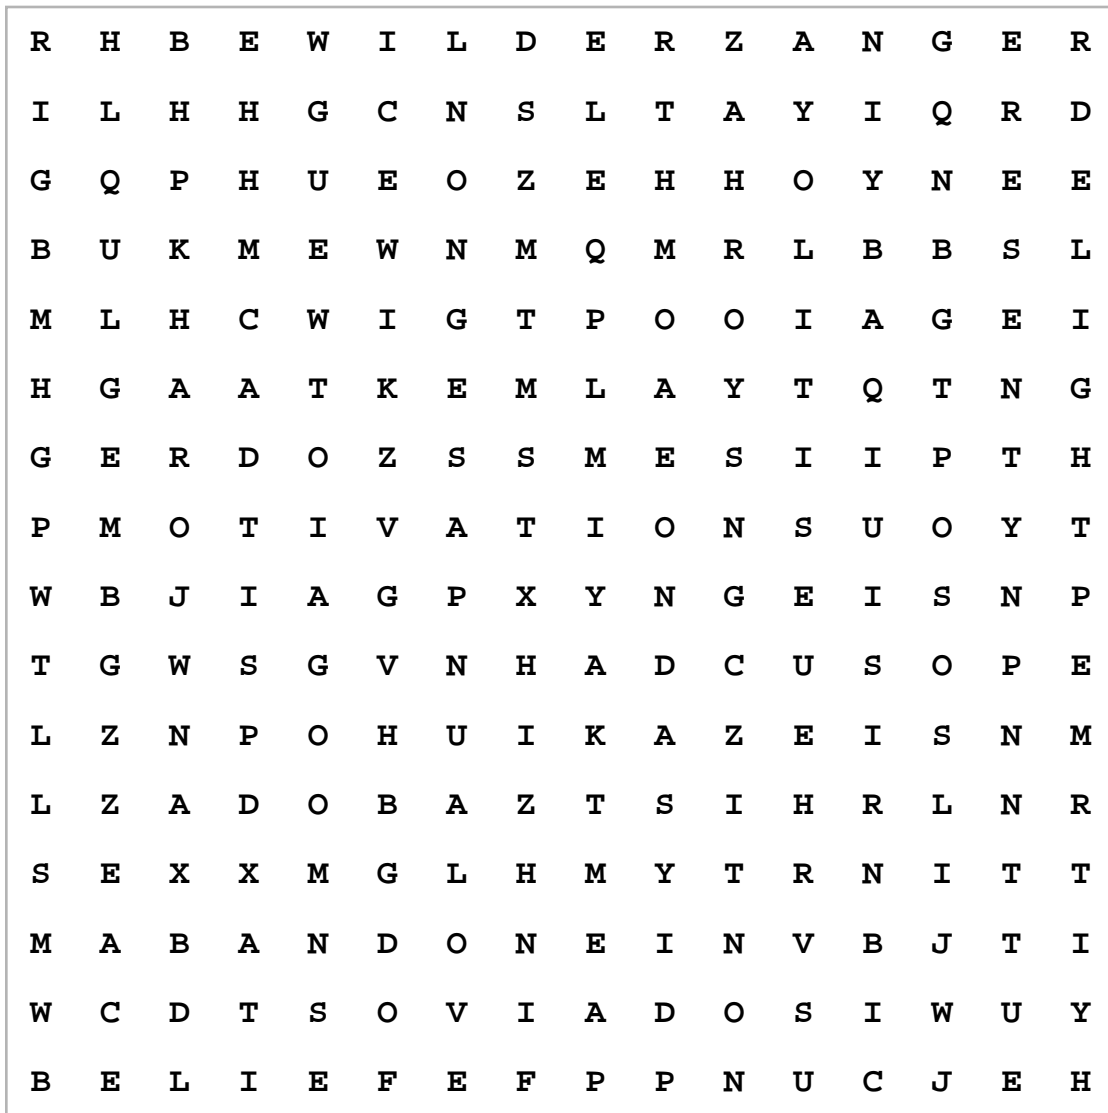 R H B E W I L D E R Z A N G E R
I L H H G C N S L T A Y I Q R D
G Q P H U E O Z E H H O Y N E E
B U K M E W N M Q M R L B B S L
M L H C W I G T P O O I A G E I
H G A A T K E M L A Y T Q T N G
G E R D O Z S S M E S I I P T H
P M O T I V A T I O N S U O Y T
W B J I A G P X Y N G E I S N P
T G W S G V N H A D C U S O P E
L Z N P O H U I K A Z E I S N M
L Z A D O B A Z T S I H R L N R
S E X X M G L H M Y T R N I T T
M A B A N D O N E I N V B J T I
W C D T S O V I A D O S I W U Y
B E L I E F E F P P N U C J E H